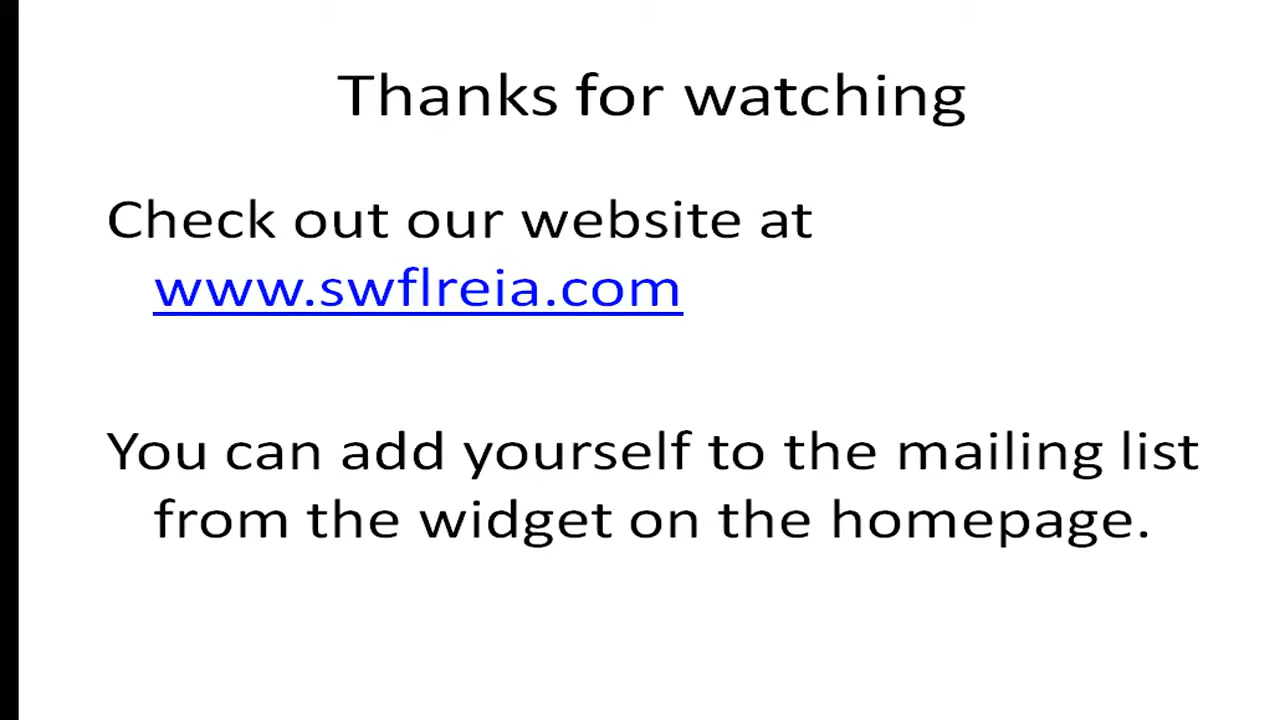 Thanks for watching
Check out our website at
www.swflreia.com
You can add yourself to the mailing list
from the widget on the homepage.